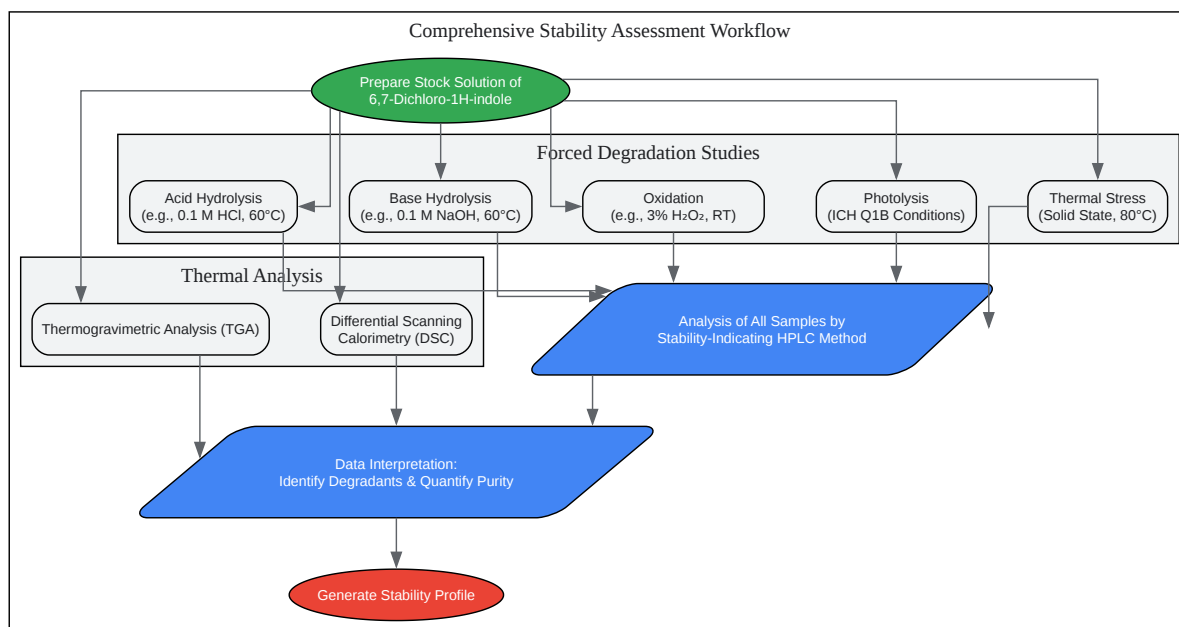 Comprehensive Stability Assessment Workflow
Prepare Stock Solution of
6,7-Dichloro-1H-indole
Forced Degradation Studies
Acid Hydrolysis
(e.g., 0.1 M HCl, 60°C)
Base Hydrolysis
(e.g., 0.1 M NaOH, 60°C)
Oxidation
(e.g., 3% H₂O₂, RT)
Photolysis
(ICH Q1B Conditions)
Thermal Stress
(Solid State, 80°C)
Thermal Analysis
Thermogravimetric Analysis (TGA)
Differential Scanning
Calorimetry (DSC)
Analysis of All Samples by
Stability-Indicating HPLC Method
Data Interpretation:
Identify Degradants & Quantify Purity
Generate Stability Profile